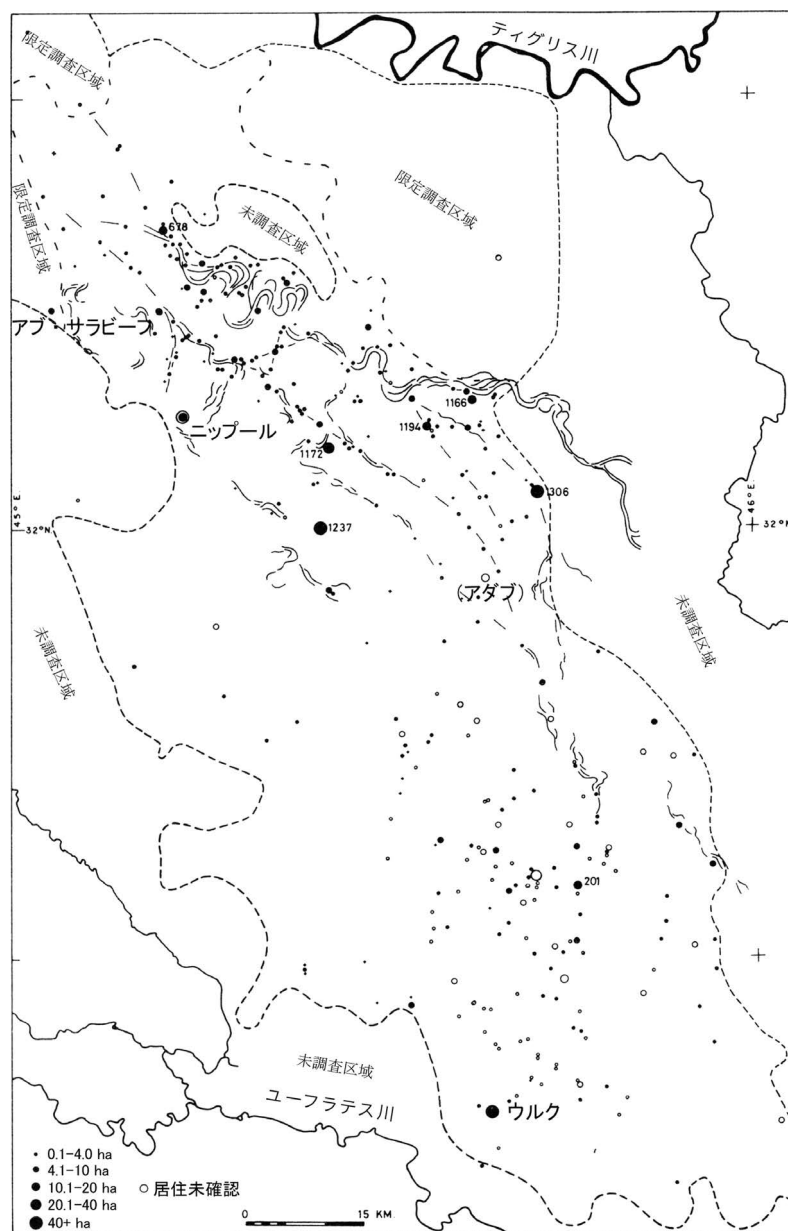 ティグリス川
限定調査区域
限定調査区域
限定調査区域
未調査区域
678
アブ サラビーフ
ニップール
1166
1194
1172
306
45° E.
32° N
1237
46° E.
32° N
(アダブ)
未調査区域
未調査区域
201
未調査区域
ユーフラテス川
ウルク
0.1-4.0 ha
4.1-10 ha
10.1-20 ha
20.1-40 ha
40+ ha
居住未確認
0 15 KM